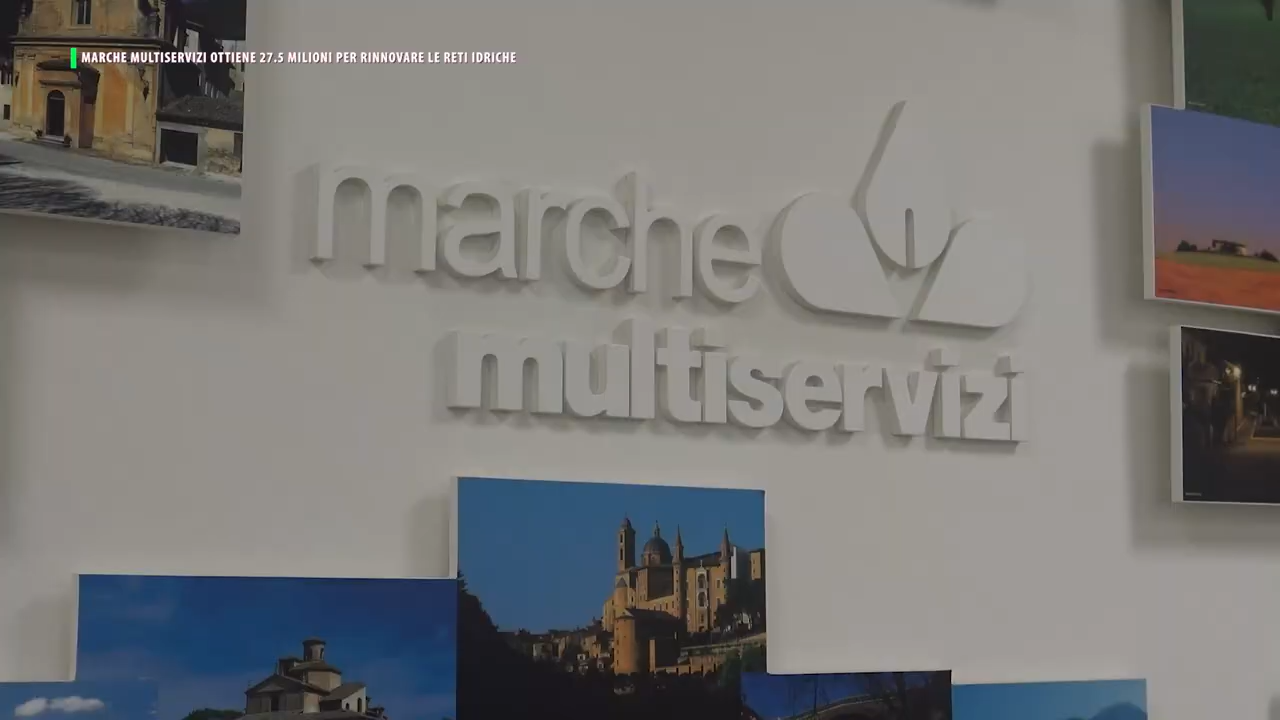 MARCHE MULTISERVIZI OTTIENE 27.5 MILIONI PER RINNOVARE LE RETI IDRICHE
marche
multiservizi